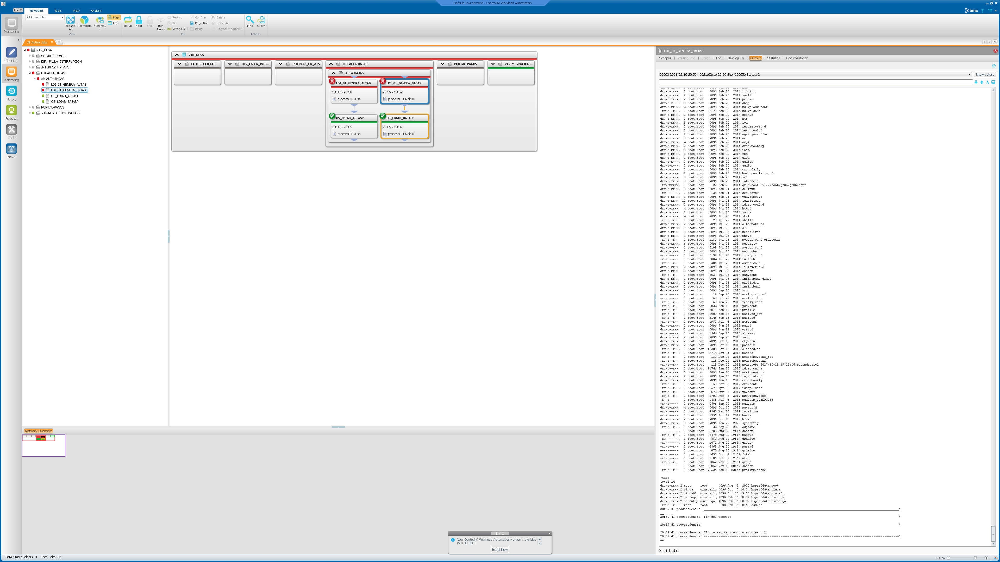 Default Environment - Control-M Workload Automation
File
Viewpoint
Tools
View
Analysis
bmc
?
Monitoring
All Active Jobs
Expand All
Rearrange
Hierarchy
Map
List
View
Rerun
Hold
Free
Run Now
Restart
Kill
Set to OK
Confirm
Projection
React
Delete
Undelete
External Programs
Job
Find
Order
Actions
All Active Jobs
Planning
Monitoring
History
Forecast
Tools
News
VTR_DESA
CC-DIRECCIONES
DEV_FALLA_INTERRUPCION
INTERFAZ_HR_ATS
LDI-ALTA-BAJAS
ALTA-BAJAS
LDI_01_GENERA_ALTAS
LDI_01_GENERA_BAJAS
OS_LDIAB_ALTASP
OS_LDIAB_BAJASP
PORTAL-PAGOS
VTR-MIGRACION-TIVO-APP
VTR_DESA
CC-DIRECCIONES
DEV_FALLA_INTE...
INTERFAZ_HR_ATS
LDI-ALTA-BAJAS
PORTAL-PAGOS
VTR-MIGRACION-...
ALTA-BAJAS
LDI_01_GENERA_ALTAS
20:38 - 20:38
procesoETLA.sh
LDI_01_GENERA_BAJAS
20:59 - 20:59
procesoETLA.sh B
OS_LDIAB_ALTASP
20:05 - 20:05
procesoETLA.sh
OS_LDIAB_BAJASP
20:09 - 20:09
procesoETLA.sh B
Network Overview
1 / 1
New Control-M Workload Automation version is available
(9.0.00.300)
Install Now
LDI_01_GENERA_BAJAS
Synopsis | Waiting Info | Script | Log | Belongs To | Output | Statistics | Documentation
00003 2021/02/16 20:59 - 2021/02/16 20:59 Size: 200656 Status: 2
Show Latest
drwxr-xr-x. 2 root root 4096 Feb 20 2014 libvirt
drwxr-xr-x. 2 root root 4096 Feb 20 2014 sasl2
drwxr-xr-x. 2 root root 4096 Feb 20 2014 pcmcia
drwxr-x---. 3 root root 4096 Feb 20 2014 dhcp
drwxr-xr-x. 4 root root 4096 Feb 20 2014 kdump-adv-conf
-rw-r--r--. 1 root root 6177 Feb 20 2014 kdump.conf
drwxr-xr-x. 2 root root 4096 Feb 20 2014 cron.d
drwxr-xr-x. 3 root root 4096 Feb 20 2014 ntp
drwxr-xr-x. 5 root root 4096 Feb 20 2014 lvm
drwxr-xr-x. 2 root root 4096 Feb 20 2014 request-key.d
drwxr-xr-x. 2 root root 4096 Feb 20 2014 setuptool.d
drwxr-xr-x. 2 root root 4096 Feb 20 2014 mgetty+sendfax
drwxr-xr-x. 3 root root 4096 Feb 20 2014 mc
drwxr-xr-x. 4 root root 4096 Feb 20 2014 acpi
drwxr-xr-x. 2 root root 4096 Feb 20 2014 cron.monthly
drwxr-xr-x. 2 root root 4096 Feb 20 2014 init
drwxr-xr-x. 2 root root 4096 Feb 20 2014 rpm
drwxr-xr-x. 2 root root 4096 Feb 20 2014 alsa
drwxr-x---. 3 root root 4096 Feb 20 2014 audisp
drwxr-x---. 2 root root 4096 Feb 20 2014 audit
drwxr-xr-x. 2 root root 4096 Feb 20 2014 cron.daily
drwxr-xr-x. 2 root root 4096 Feb 20 2014 bash_completion.d
drwxr-xr-x. 3 root root 4096 Feb 20 2014 scl
drwxr-xr-x. 3 root root 4096 Feb 20 2014 latrace.d
lrwxrwxrwx. 1 root root 22 Feb 20 2014 grub.conf -> ../boot/grub/grub.conf
drwxr-xr-x. 3 root root 4096 Feb 21 2014 selinux
-rw-------. 1 root root 128 Feb 21 2014 securetty
drwxr-xr-x. 2 root root 4096 Feb 21 2014 yum.repos.d
drwxr-xr-x 11 root root 4096 Jul 23 2014 template.d
drwxr-xr-x. 2 root root 4096 Jul 23 2014 ld.so.conf.d
drwxr-xr-x 4 root root 4096 Jul 23 2014 httpd
drwxr-xr-x. 2 root root 4096 Jul 23 2014 samba
drwxr-xr-x. 4 root root 4096 Jul 23 2014 skel
-rw-r--r--. 1 root root 70 Jul 23 2014 shells
drwxr-xr-x. 2 root root 4096 Jul 23 2014 alternatives
drwxr-xr-x. 7 root root 4096 Jul 23 2014 X11
drwxr-xr-x 2 root root 4096 Jul 23 2014 keepalived
drwxr-xr-x 2 root root 4096 Jul 23 2014 php.d
-rw-r--r-- 1 root root 1150 Jul 23 2014 sysctl.conf.orabackup
drwxr-xr-x. 6 root root 4096 Jul 23 2014 security
-rw-r--r-- 1 root root 3109 Jul 23 2014 sysctl.conf
drwxr-xr-x. 2 root root 4096 Jul 23 2014 modprobe.d
-rw-r--r-- 1 root root 6139 Jul 23 2014 libsdp.conf
-rw-r--r-- 1 root root 884 Jul 23 2014 inittab
-rw-r--r-- 1 root root 406 Jul 23 2014 oswbb.conf
drwxr-xr-x 2 root root 4096 Jul 23 2014 libibverbs.d
drwxr-xr-x 2 root root 4096 Jul 23 2014 opensm
-rw-r--r-- 1 root root 2637 Jul 23 2014 dat.conf
drwxr-xr-x 2 root root 4096 Jul 23 2014 infiniband-diags
drwxr-xr-x. 2 root root 4096 Jul 23 2014 profile.d
drwxr-xr-x 2 root root 4096 Jul 23 2014 infiniband
drwxr-xr-x. 2 root root 4096 Sep 23 2015 ssh
-rw-r--r-- 1 root root 19 Sep 23 2015 exalogic.conf
-rw-r--r-- 1 root root 60 Oct 20 2015 oraInst.loc
-rw-r--r-- 1 root root 63 Jan 27 2016 resolv.conf
-rw-r--r-- 1 root root 844 Feb 12 2016 yum.conf
-rw-r--r-- 1 root root 1811 Feb 12 2016 profile
-rw-r--r-- 1 root root 1909 Feb 16 2016 mail.rc_bkp
-rw-r--r-- 1 root root 2145 Feb 16 2016 mail.rc
-rw-r--r-- 1 root root 1953 Apr 5 2016 ntp.conf
drwxr-xr-x. 2 root root 4096 Jun 29 2016 pam.d
drwxr-xr-x 2 root root 4096 Jun 29 2016 vsftpd
-rw-r--r--. 1 root root 1544 Sep 28 2016 aliases
drwxr-xr-x. 2 root root 4096 Sep 28 2016 snmp
drwxr-xr-x 2 root root 4096 Oct 12 2016 cfg2html
drwxr-xr-x. 2 root root 4096 Oct 12 2016 postfix
-rw-r--r--. 1 root root 12288 Oct 12 2016 aliases.db
-rw-r--r--. 1 root root 2714 Nov 21 2016 bashrc
-rw-r--r-- 1 root root 130 Dec 20 2016 modprobe.conf_res
-rw-r--r-- 1 root root 128 Dec 20 2016 modprobe.conf
-rw-r--r-- 1 root root 128 Dec 20 2016 modeprobe_2017-10-28_19:21:46_pctlmdevelcl
-rw-r--r-- 1 root root 91746 Jan 16 2017 ld.so.cache
drwxr-xr-x 3 root root 4096 Jan 16 2017 ocsinventory
drwxr-xr-x. 2 root root 4096 Jan 16 2017 logrotate.d
drwxr-xr-x. 2 root root 4096 Jan 16 2017 cron.hourly
-rw-r--r-- 1 root root 150 Mar 2 2017 ctm.conf
-rw-r--r--. 1 root root 3571 Apr 3 2017 idmapd.conf
-rw-r--r-- 1 root root 672 Apr 3 2017 yp.conf
-rw-r--r-- 1 root root 1702 Apr 3 2017 nsswitch.conf
-r--r----- 1 root root 4455 Apr 3 2018 sudoers_27SEP2018
-r--r----- 1 root root 4506 Sep 27 2018 sudoers
drwxr-xr-x 4 root root 4096 Oct 10 2018 patrol.d
-rw-r--r-- 1 root root 9343 Mar 20 2019 localtime
-rw-r--r-- 1 root root 1355 Jul 19 2019 hosts
drwxr-xr-x. 2 root root 4096 Oct 15 2019 blkid
drwxr-xr-x. 9 root root 4096 Jan 27 2020 sysconfig
-rw-r--r--. 1 root root 44 May 23 2020 adjtime
----------. 1 root root 2786 Aug 20 19:14 shadow-
-rw-r--r--. 1 root root 2478 Aug 20 19:14 passwd-
-rw-------. 1 root root 882 Aug 20 19:14 gshadow-
-rw-------. 1 root root 1071 Aug 20 19:14 group-
-rw-r--r-- 1 root root 2368 Aug 20 19:14 passwd
---------- 1 root root 870 Aug 20 19:14 gshadow
-rw-r--r-- 1 root root 1438 Oct 9 12:52 fstab
-rw-r--r-- 1 root root 1185 Oct 9 12:52 mtab
-rw-r--r-- 1 root root 1062 Nov 9 12:31 group
---------- 1 root root 2852 Nov 12 08:57 shadow
-rw-r--r-- 1 root root 270525 Feb 16 03:44 prelink.cache
/tmp:
total 24
drwxr-xr-x 2 root root 4096 Aug 3 2020 hsperfdata_root
drwxr-xr-x 2 pinqa oinstallq 4096 Oct 7 18:14 hsperfdata_pinqa
drwxr-xr-x 2 pinqa01 oinstallq 4096 Oct 13 19:56 hsperfdata_pinqa01
drwxr-xr-x 2 usrinqa oinstallq 4096 Feb 16 20:32 hsperfdata_usrinqa
drwxr-xr-x 2 usroutqa usroutqa 4096 Feb 16 20:32 hsperfdata_usroutqa
-rw-r--r-- 1 root root 30 Feb 16 20:58 osw.hb
20:59:41 procesoGenera: ____________________\
__
20:59:41 procesoGenera: Fin del proceso \
20:59:41 procesoGenera: \
20:59:41 procesoGenera: El proceso termino con errores : 2
20:59:41 procesoGenera: ====================\
==
Data is loaded
Total Smart Folders: 0 Total Jobs: 26
100%